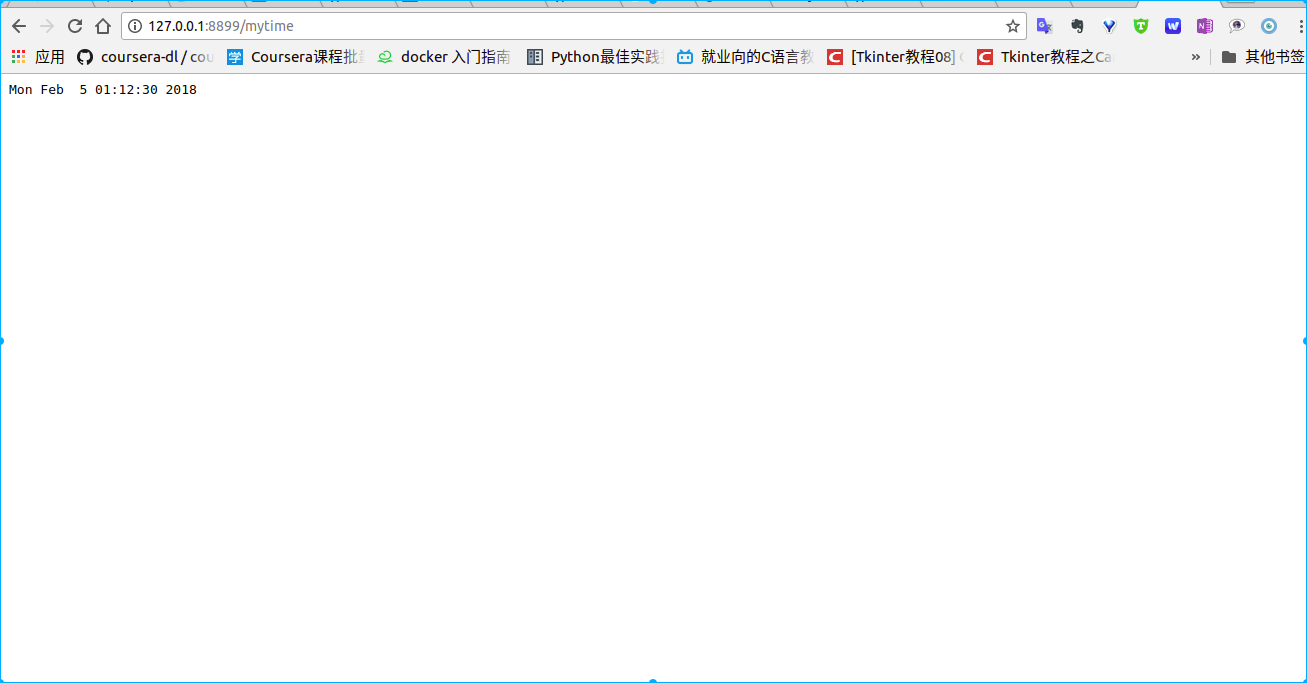 127.0.0.1:8899/mytime
应用 coursera-dl / cou Coursera课程批 docker 入门指南 Python最佳实践 就业向的C语言教 [Tkinter教程08] Tkinter教程之Ca » 其他书签
Mon Feb  5 01:12:30 2018